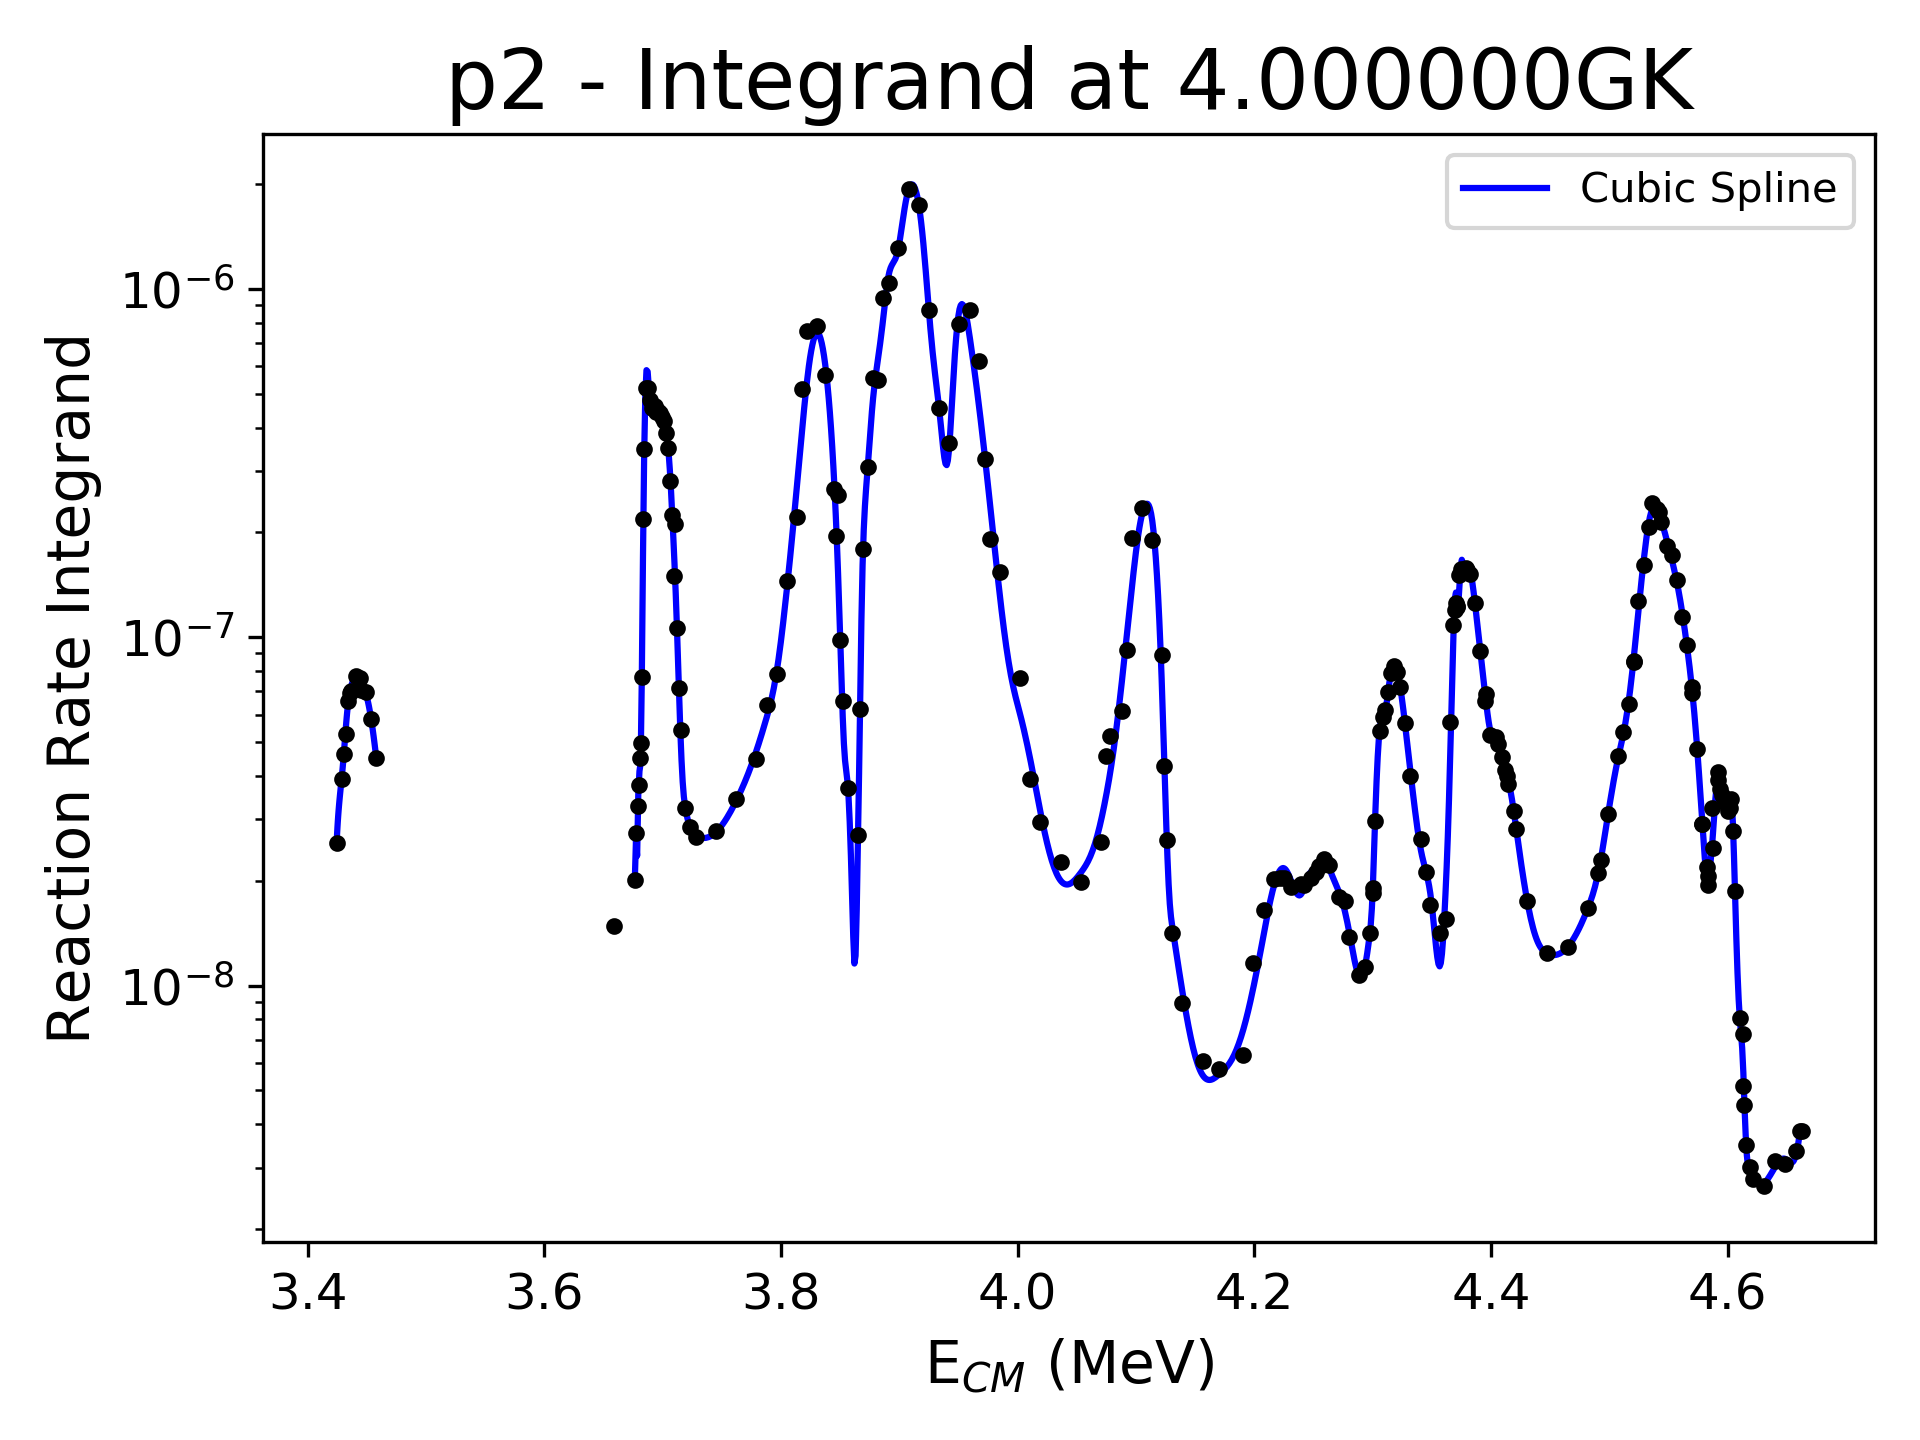 p2 - Integrand at 4.000000GK
Cubic Spline
Reaction Rate Integrand
10⁻⁶
10⁻⁷
10⁻⁸
3.4 3.6 3.8 4.0 4.2 4.4 4.6
E_CM (MeV)